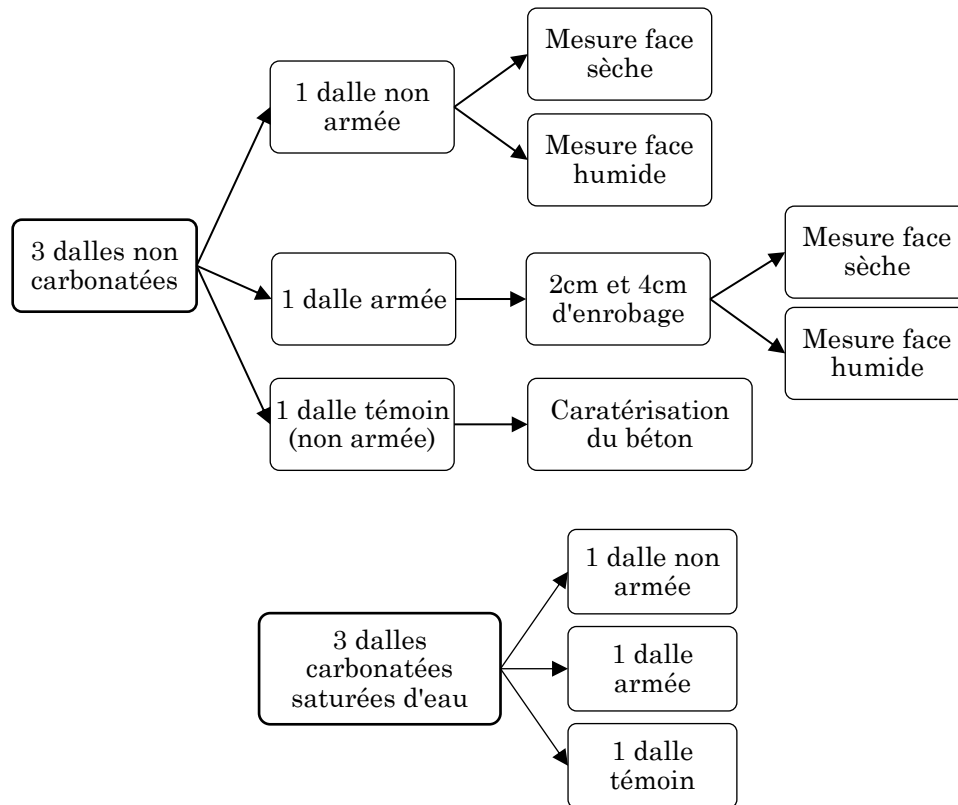 Mesure face
sèche
1 dalle non
armée
Mesure face
humide
3 dalles non
carbonatées
1 dalle armée
2cm et 4cm
d'enrobage
Mesure face
sèche
Mesure face
humide
1 dalle témoin
(non armée)
Caratérisation
du béton
3 dalles
carbonatées
saturées d'eau
1 dalle non
armée
1 dalle
armée
1 dalle
témoin